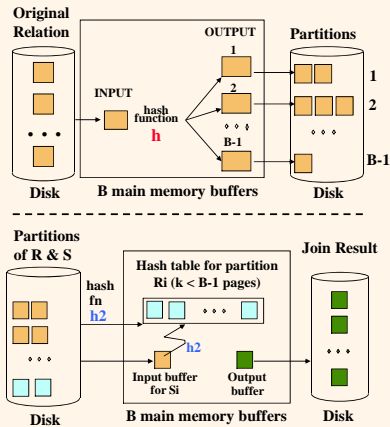 Original
Relation
OUTPUT
Partitions
1
1
INPUT
2
2
hash
function
h
• • •
B-1
B-1
Disk
B main memory buffers
Disk
Partitions
of R & S
Join Result
hash
fn
h2
Hash table for partition
Ri (k < B-1 pages)
h2
Input buffer
for Si
Output
buffer
Disk
B main memory buffers
Disk